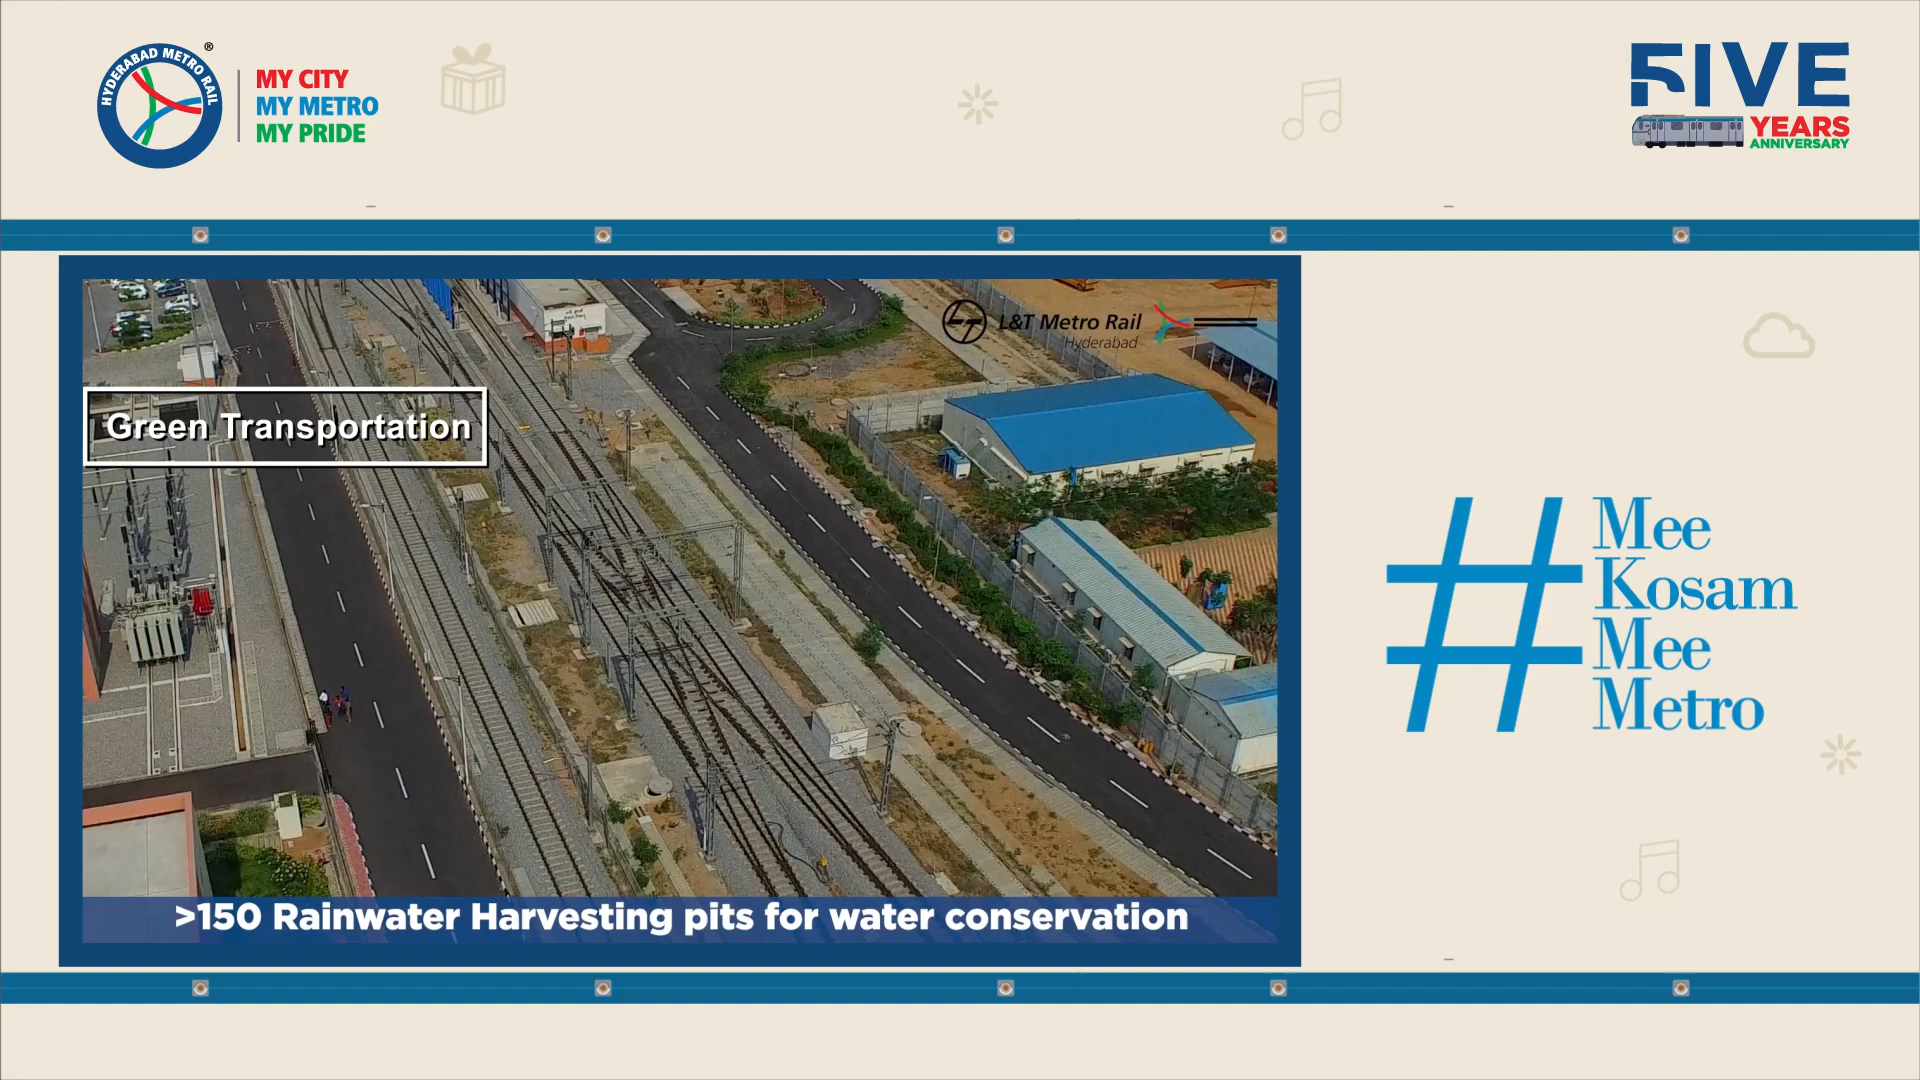 HYDERABAD METRO RAIL
®
MY CITY
MY METRO
MY PRIDE
5IVE
YEARS
ANNIVERSARY
L&T Metro Rail
Hyderabad
Green Transportation
>150 Rainwater Harvesting pits for water conservation
#Mee
Kosam
Mee
Metro